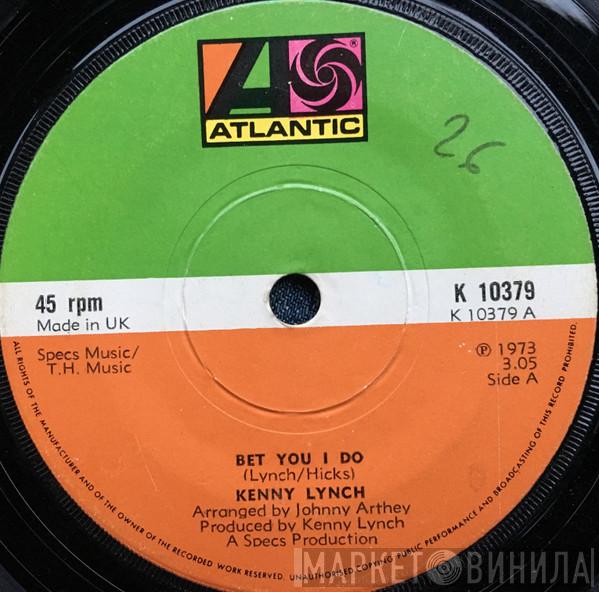 ATLANTIC
26
45 rpm
Made in UK
K 10379
K 10379 A
Specs Music/
T.H. Music
℗ 1973
3.05
Side A
BET YOU I DO
(Lynch/Hicks)
KENNY LYNCH
Arranged by Johnny Arthey
Produced by Kenny Lynch
A Specs Production
ALL RIGHTS OF THE MANUFACTURER AND OF THE OWNER OF THE RECORDED WORK RESERVED. UNAUTHORISED COPYING, PUBLIC PERFORMANCE AND BROADCASTING OF THIS RECORD PROHIBITED.
МАРКЕТ ВИНИЛА